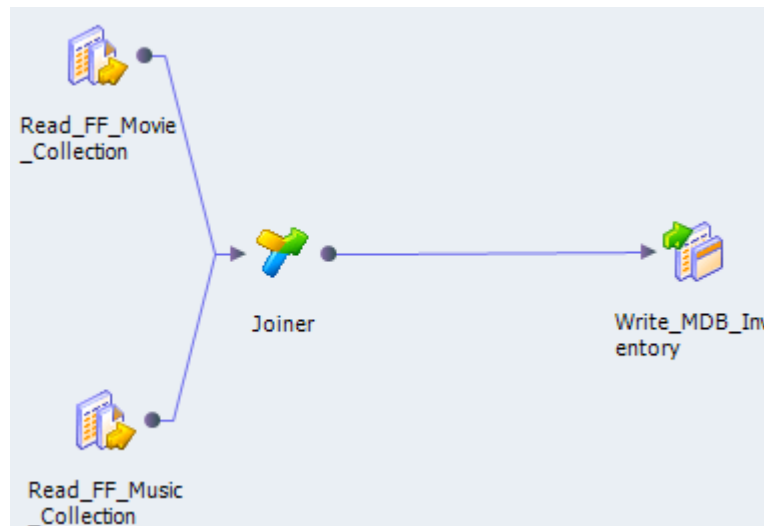 Read_FF_Movie
_Collection
Joiner
Write_MDB_Inv
entory
Read_FF_Music
_Collection